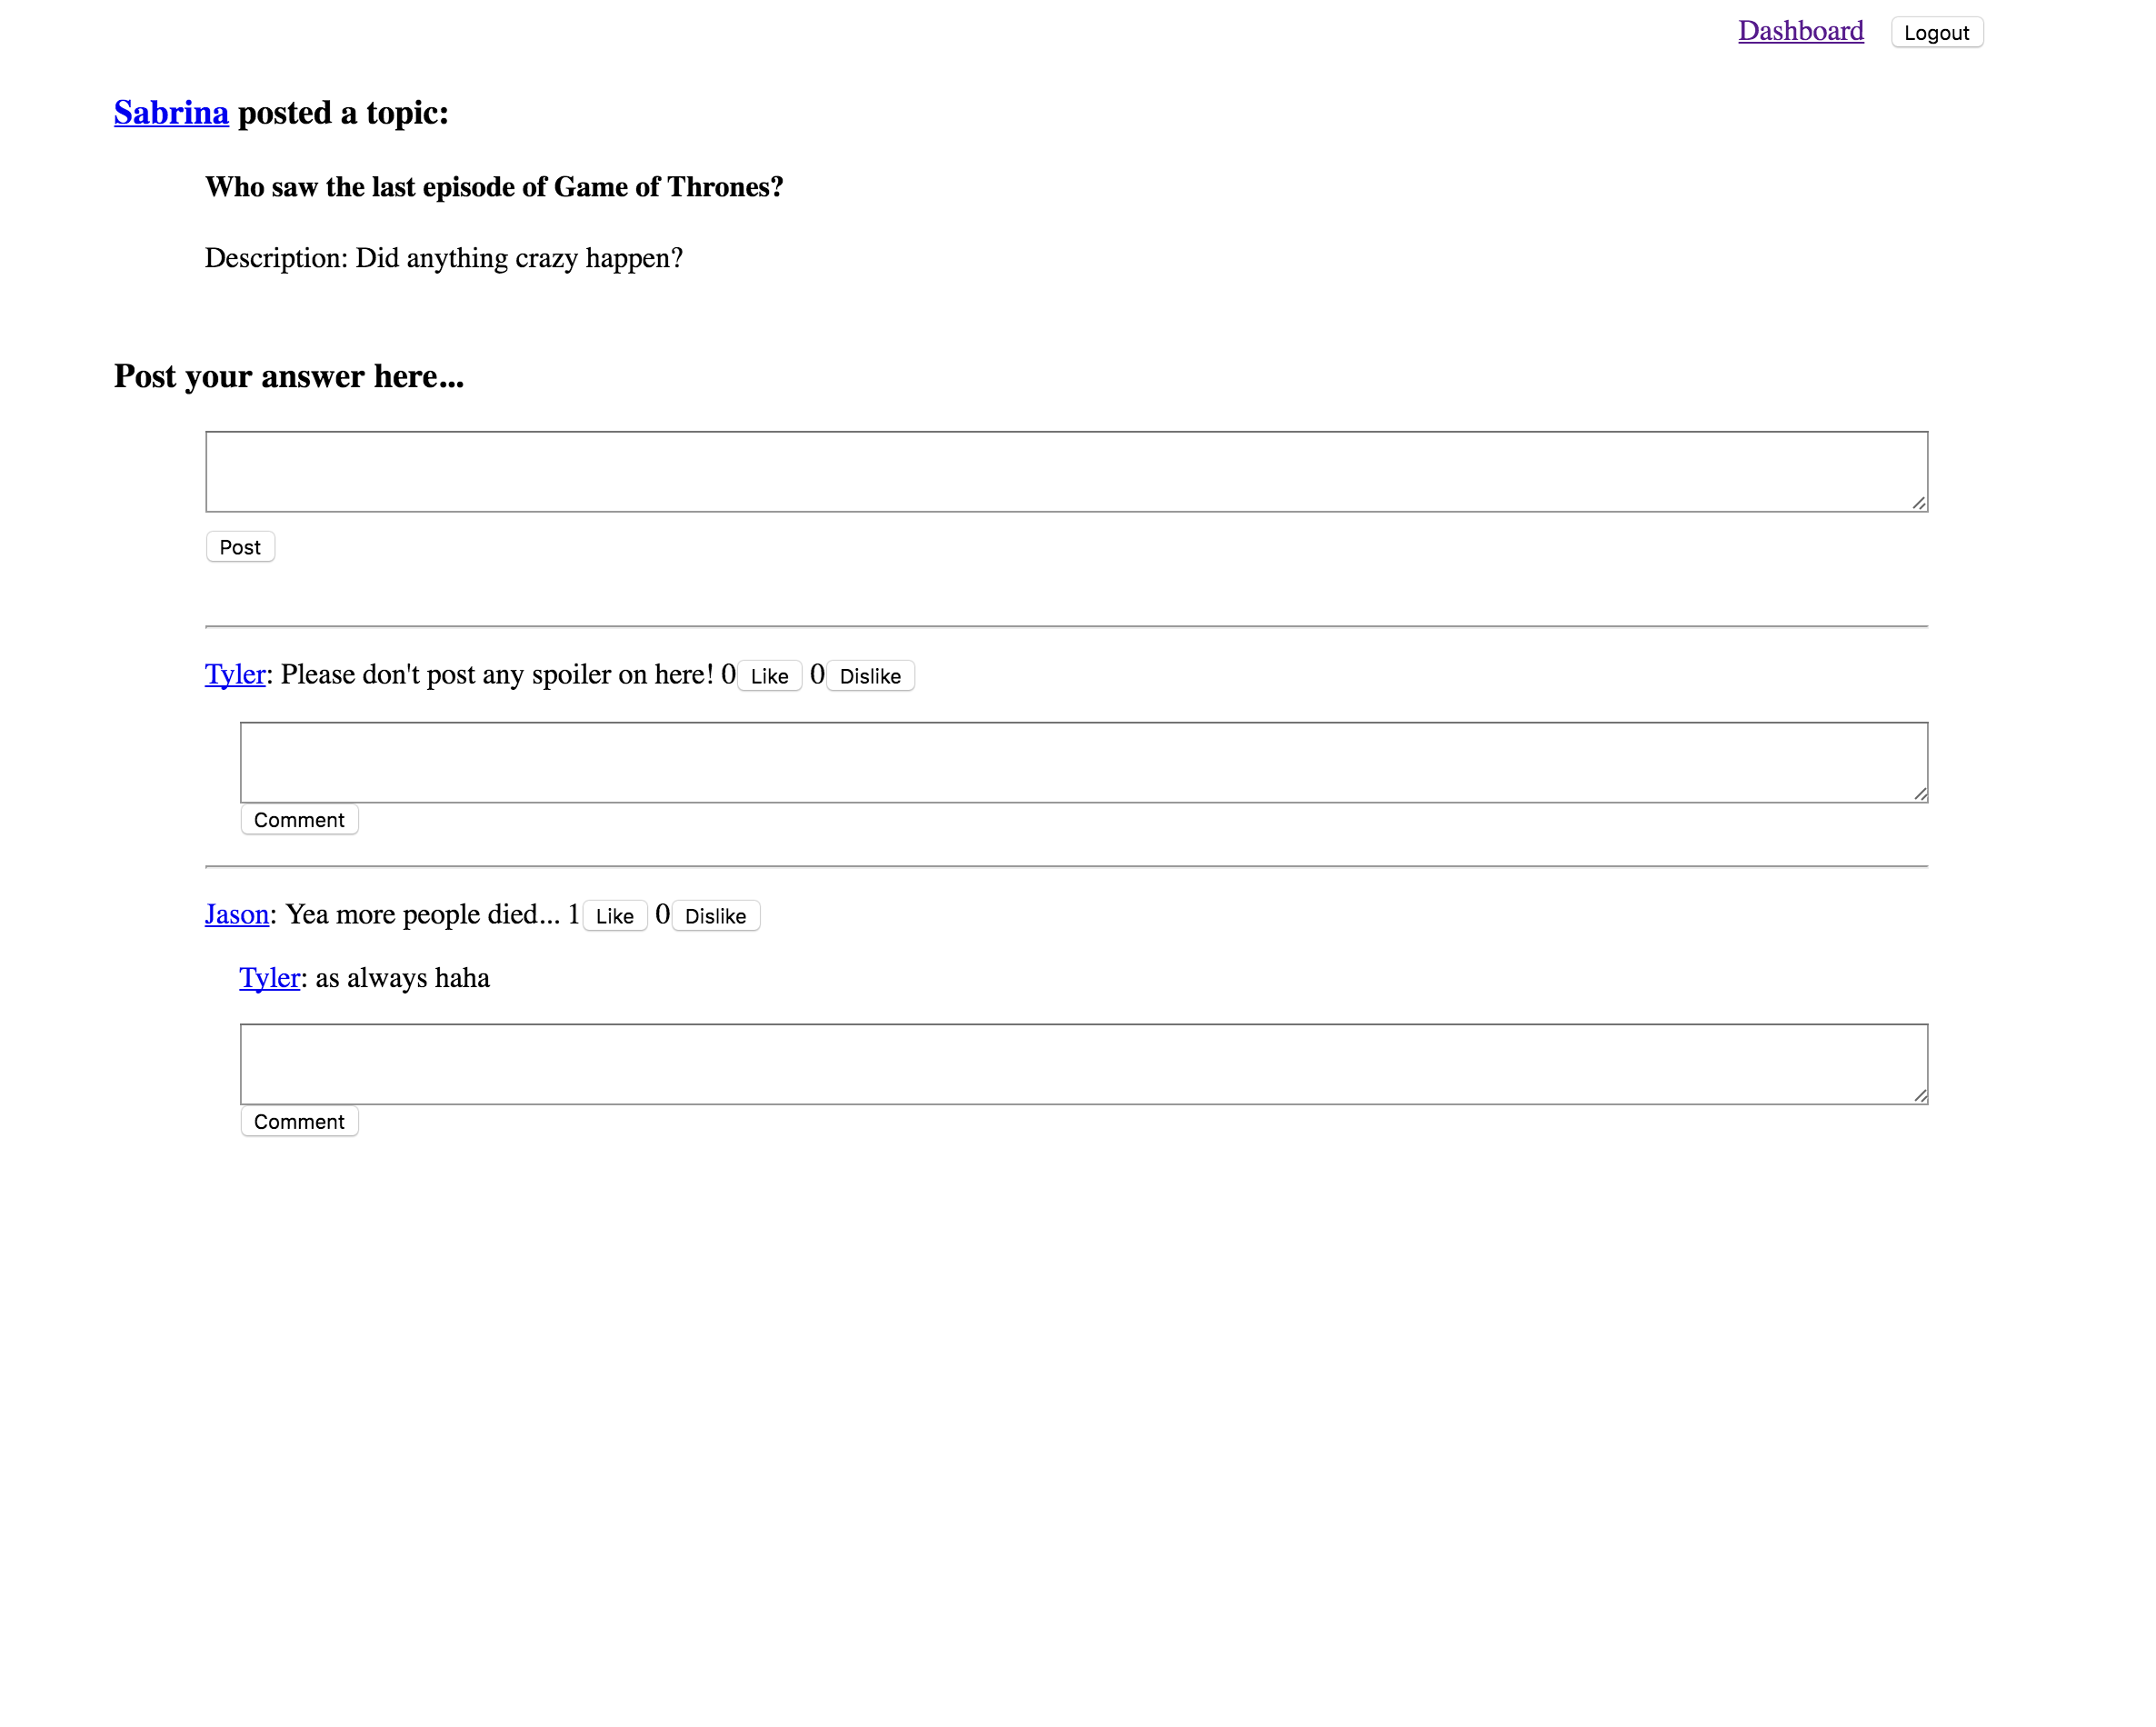 Dashboard Logout
Sabrina posted a topic:
Who saw the last episode of Game of Thrones?
Description: Did anything crazy happen?
Post your answer here...
Post
Tyler: Please don't post any spoiler on here! 0 Like 0 Dislike
Comment
Jason: Yea more people died... 1 Like 0 Dislike
Tyler: as always haha
Comment